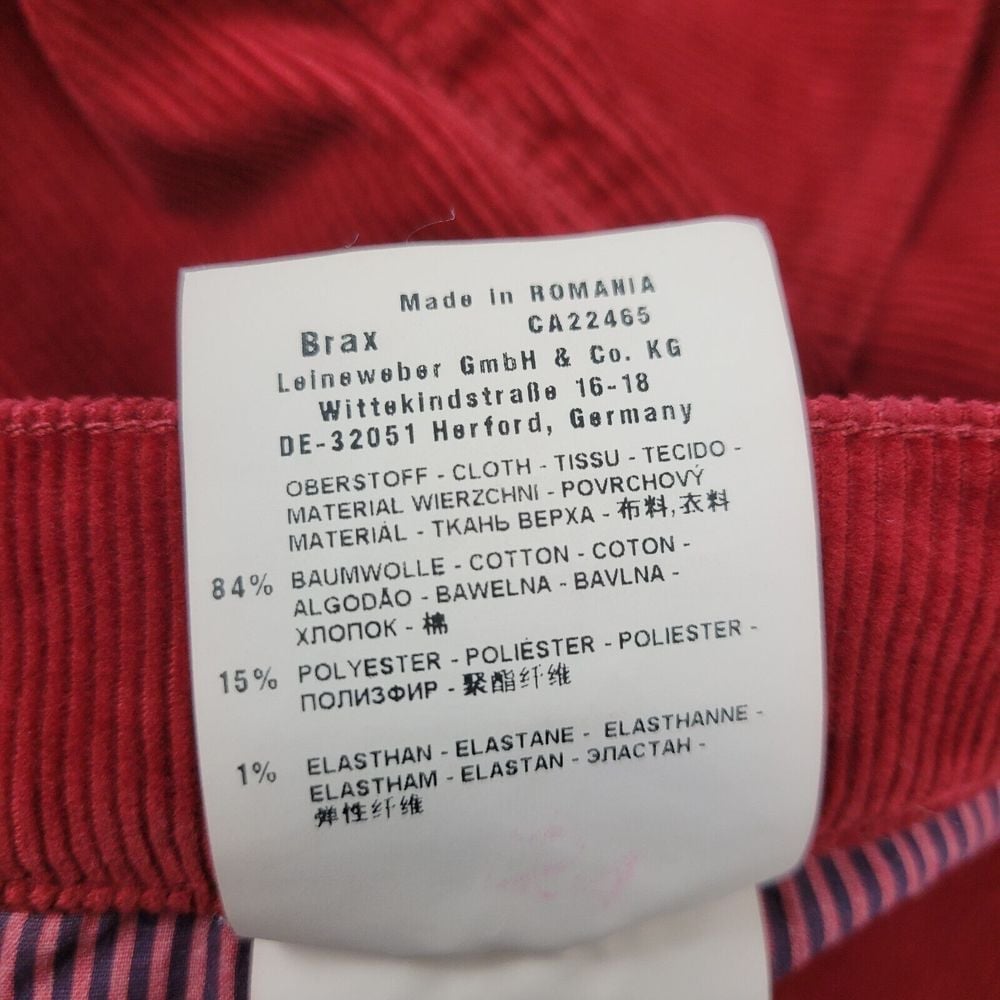 Made in ROMANIA
Brax CA22465
Leineweber GmbH & Co. KG
Wittekindstraße 16-18
DE-32051 Herford, Germany
OBERSTOFF - CLOTH - TISSU - TECIDO -
MATERIAL WIERZCHNI - POVRCHOVÝ
MATERIÁL - ТКАНЬ ВЕРХА - 布料,衣料
84% BAUMWOLLE - COTTON - COTON -
ALGODÃO - BAWELNA - BAVLNA -
ХЛОПОК - 棉
15% POLYESTER - POLIÉSTER - POLIESTER -
ПОЛИЗФИР - 聚酯纤维
1% ELASTHAN - ELASTANE - ELASTHANNE -
ELASTHAM - ELASTAN - ЭЛАСТАН -
弹性纤维